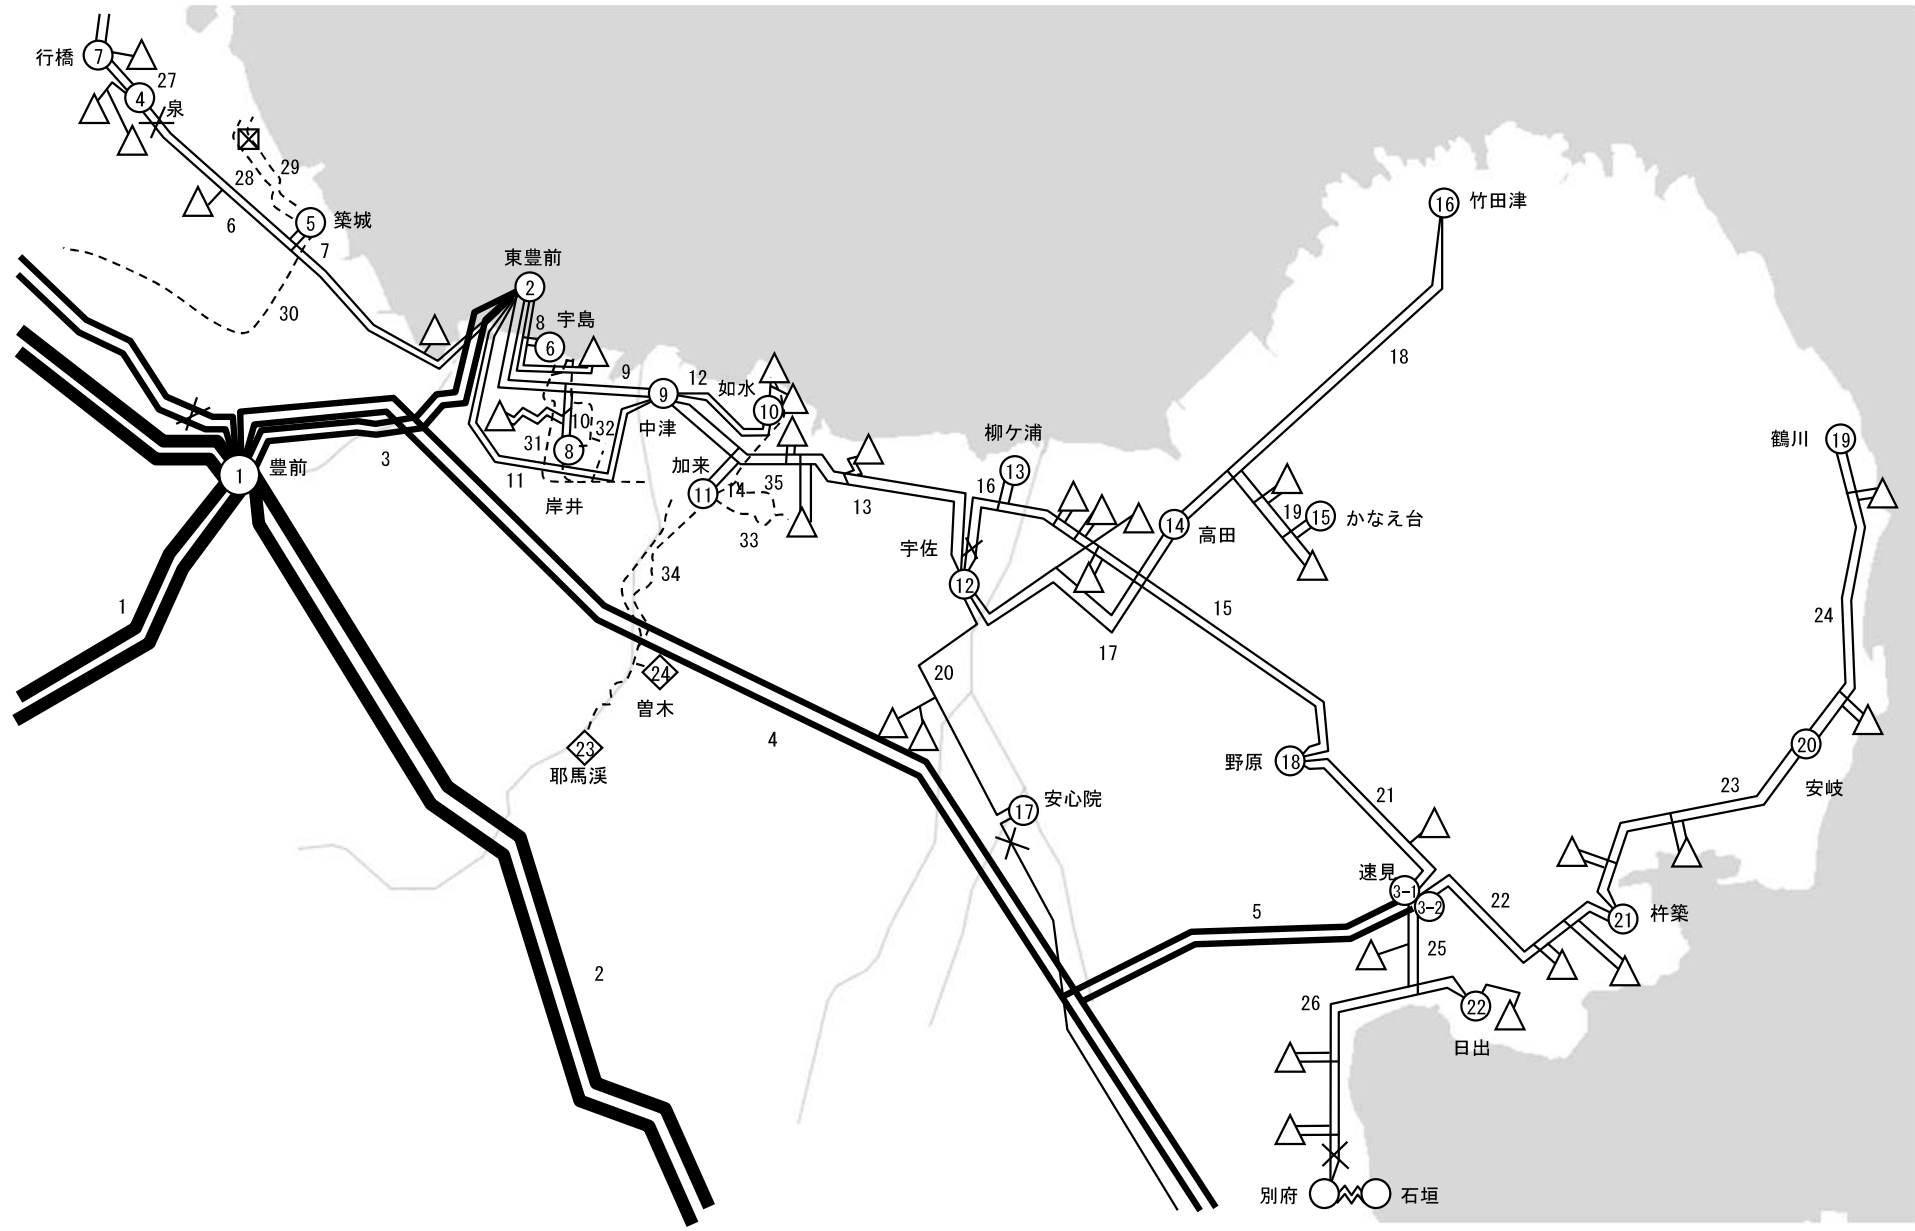 行橋
7
27
4
泉
29
28
5
築城
6
7
30
東豊前
2
8
宇島
6
9
12
如水
9
中津
10
10
32
31
8
11
岸井
3
1
豊前
加来
11
14
35
33
13
34
24
曽木
23
耶馬渓
1
2
4
柳ケ浦
13
16
宇佐
12
14
高田
19
15
かなえ台
16
竹田津
18
17
15
20
17
安心院
野原
18
21
速見
3-1
3-2
5
22
25
26
22
日出
別府
石垣
21
杵築
23
20
安岐
24
鶴川
19